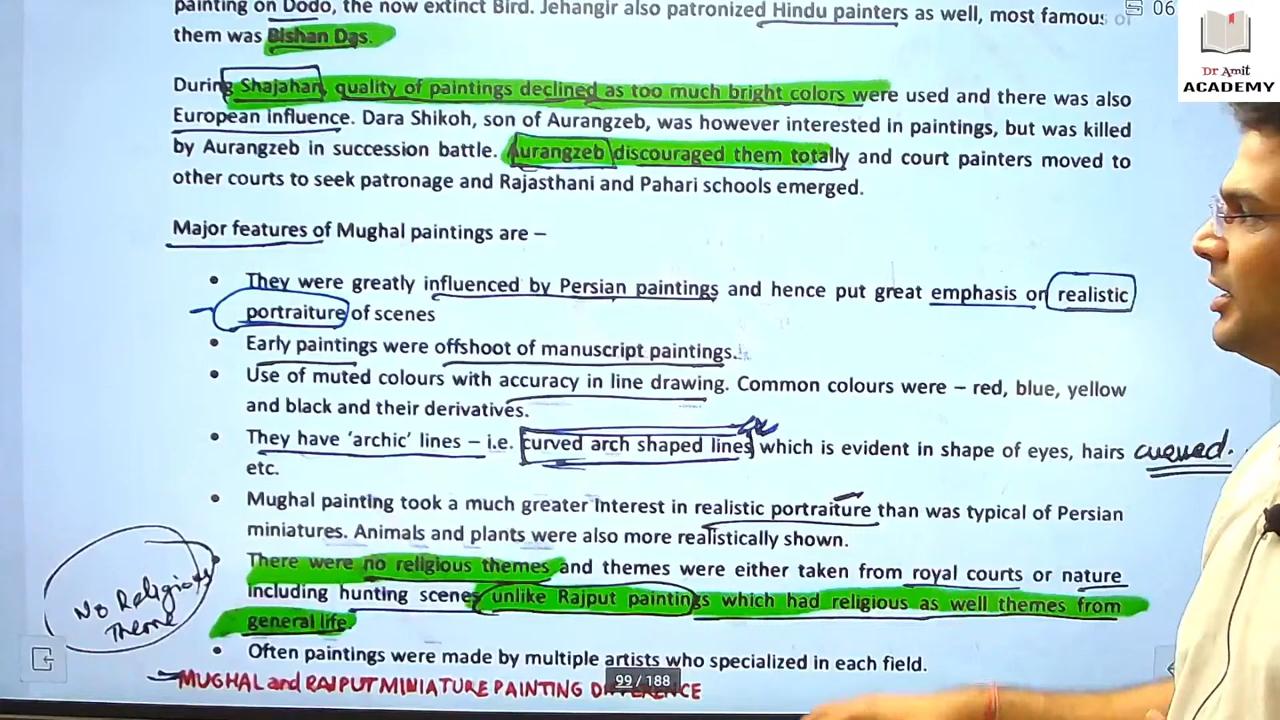 painting on Dodo, the now extinct Bird. Jehangir also patronized Hindu painters as well, most famous of
them was Bishan Das.
During Shajahan, quality of paintings declined as too much bright colors were used and there was also
European influence. Dara Shikoh, son of Aurangzeb, was however interested in paintings, but was killed
by Aurangzeb in succession battle. Aurangzeb discouraged them totally and court painters moved to
other courts to seek patronage and Rajasthani and Pahari schools emerged.
Major features of Mughal paintings are –
• They were greatly influenced by Persian paintings and hence put great emphasis on realistic
portraiture of scenes
• Early paintings were offshoot of manuscript paintings.
• Use of muted colours with accuracy in line drawing. Common colours were – red, blue, yellow
and black and their derivatives.
• They have 'archic' lines – i.e. curved arch shaped lines which is evident in shape of eyes, hairs curved.
etc.
• Mughal painting took a much greater interest in realistic portraiture than was typical of Persian
miniatures. Animals and plants were also more realistically shown.
• There were no religious themes and themes were either taken from royal courts or nature
including hunting scenes unlike Rajput paintings which had religious as well themes from
general life.
No Religious
Theme
• Often paintings were made by multiple artists who specialized in each field.
MUGHAL and RAJPUT MINIATURE PAINTING DIFFERENCE
99 / 188
06
Dr Amit
ACADEMY